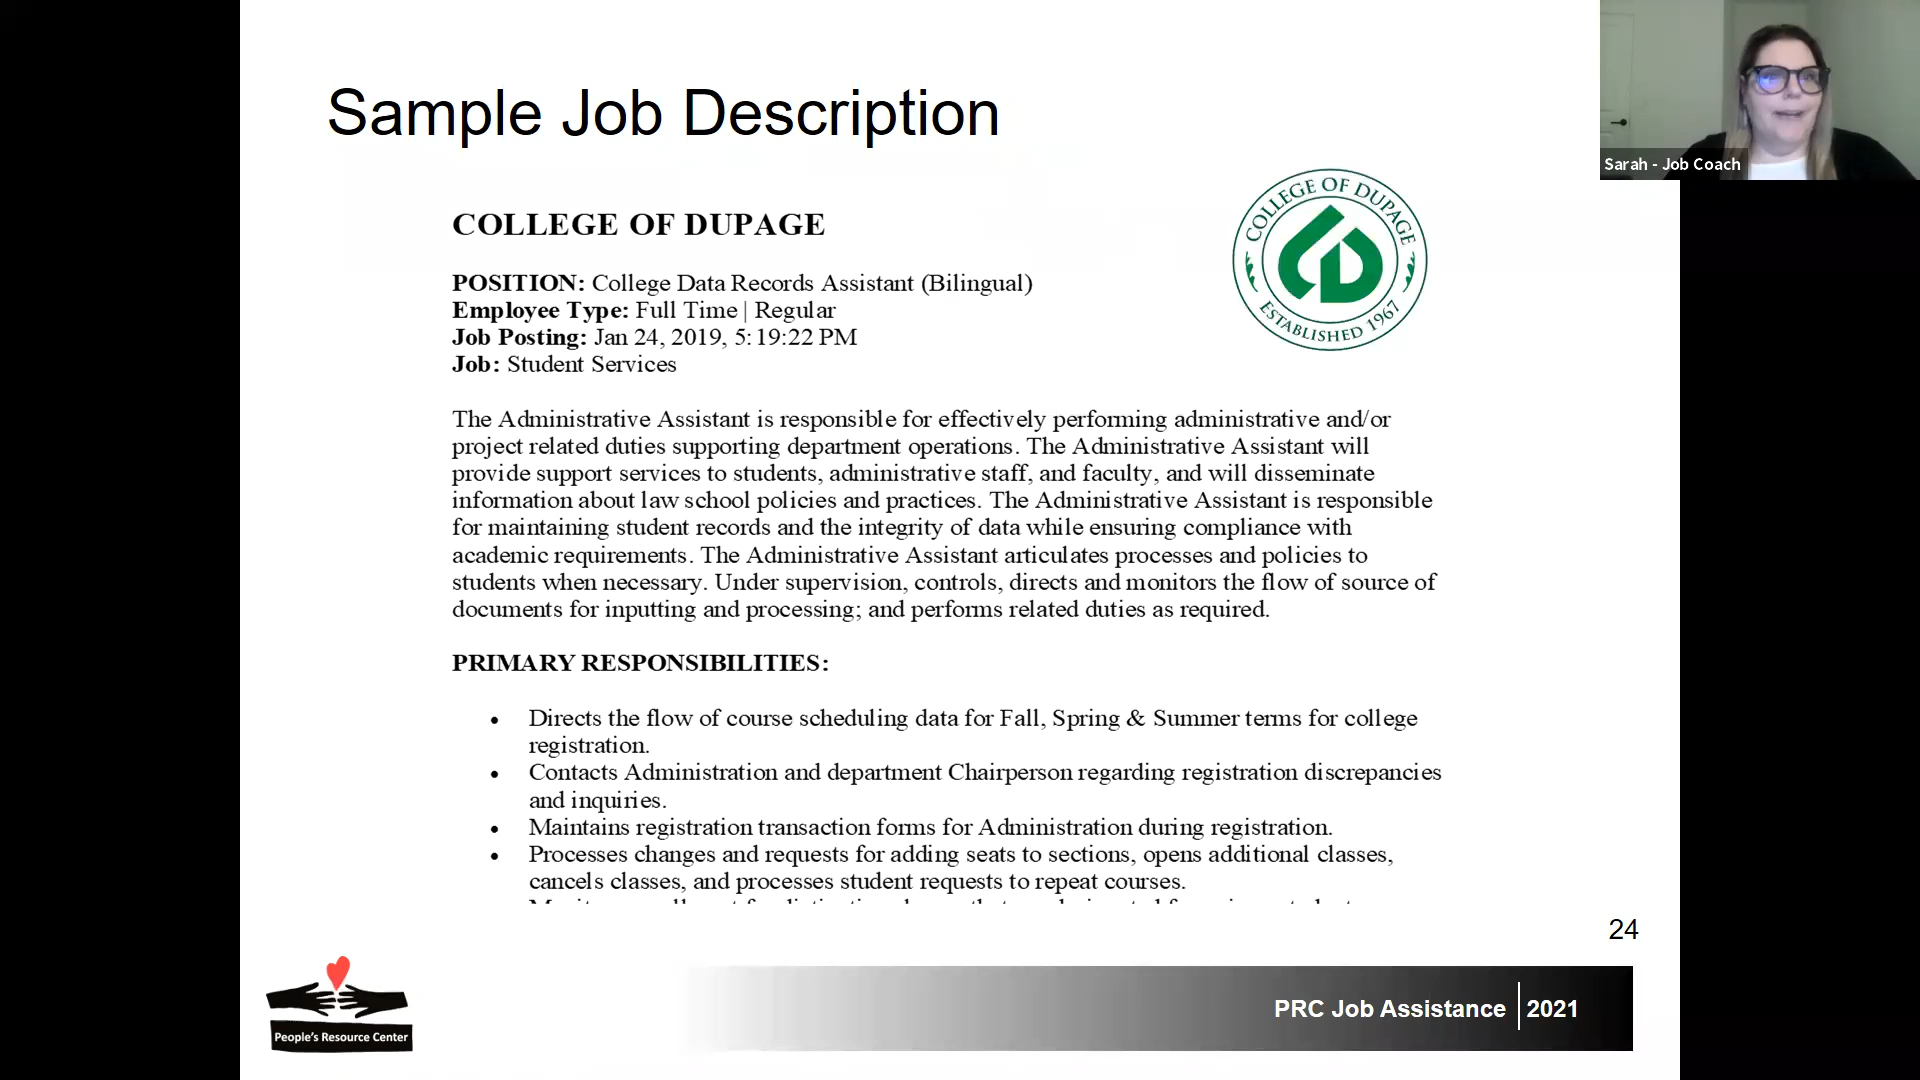 Sample Job Description
Sarah - Job Coach
COLLEGE OF DUPAGE
ESTABLISHED 1967
COLLEGE OF DUPAGE
POSITION: College Data Records Assistant (Bilingual)
Employee Type: Full Time | Regular
Job Posting: Jan 24, 2019, 5:19:22 PM
Job: Student Services
The Administrative Assistant is responsible for effectively performing administrative and/or
project related duties supporting department operations. The Administrative Assistant will
provide support services to students, administrative staff, and faculty, and will disseminate
information about law school policies and practices. The Administrative Assistant is responsible
for maintaining student records and the integrity of data while ensuring compliance with
academic requirements. The Administrative Assistant articulates processes and policies to
students when necessary. Under supervision, controls, directs and monitors the flow of source of
documents for inputting and processing; and performs related duties as required.
PRIMARY RESPONSIBILITIES:
• Directs the flow of course scheduling data for Fall, Spring & Summer terms for college
registration.
• Contacts Administration and department Chairperson regarding registration discrepancies
and inquiries.
• Maintains registration transaction forms for Administration during registration.
• Processes changes and requests for adding seats to sections, opens additional classes,
cancels classes, and processes student requests to repeat courses.
24
People's Resource Center
PRC Job Assistance | 2021